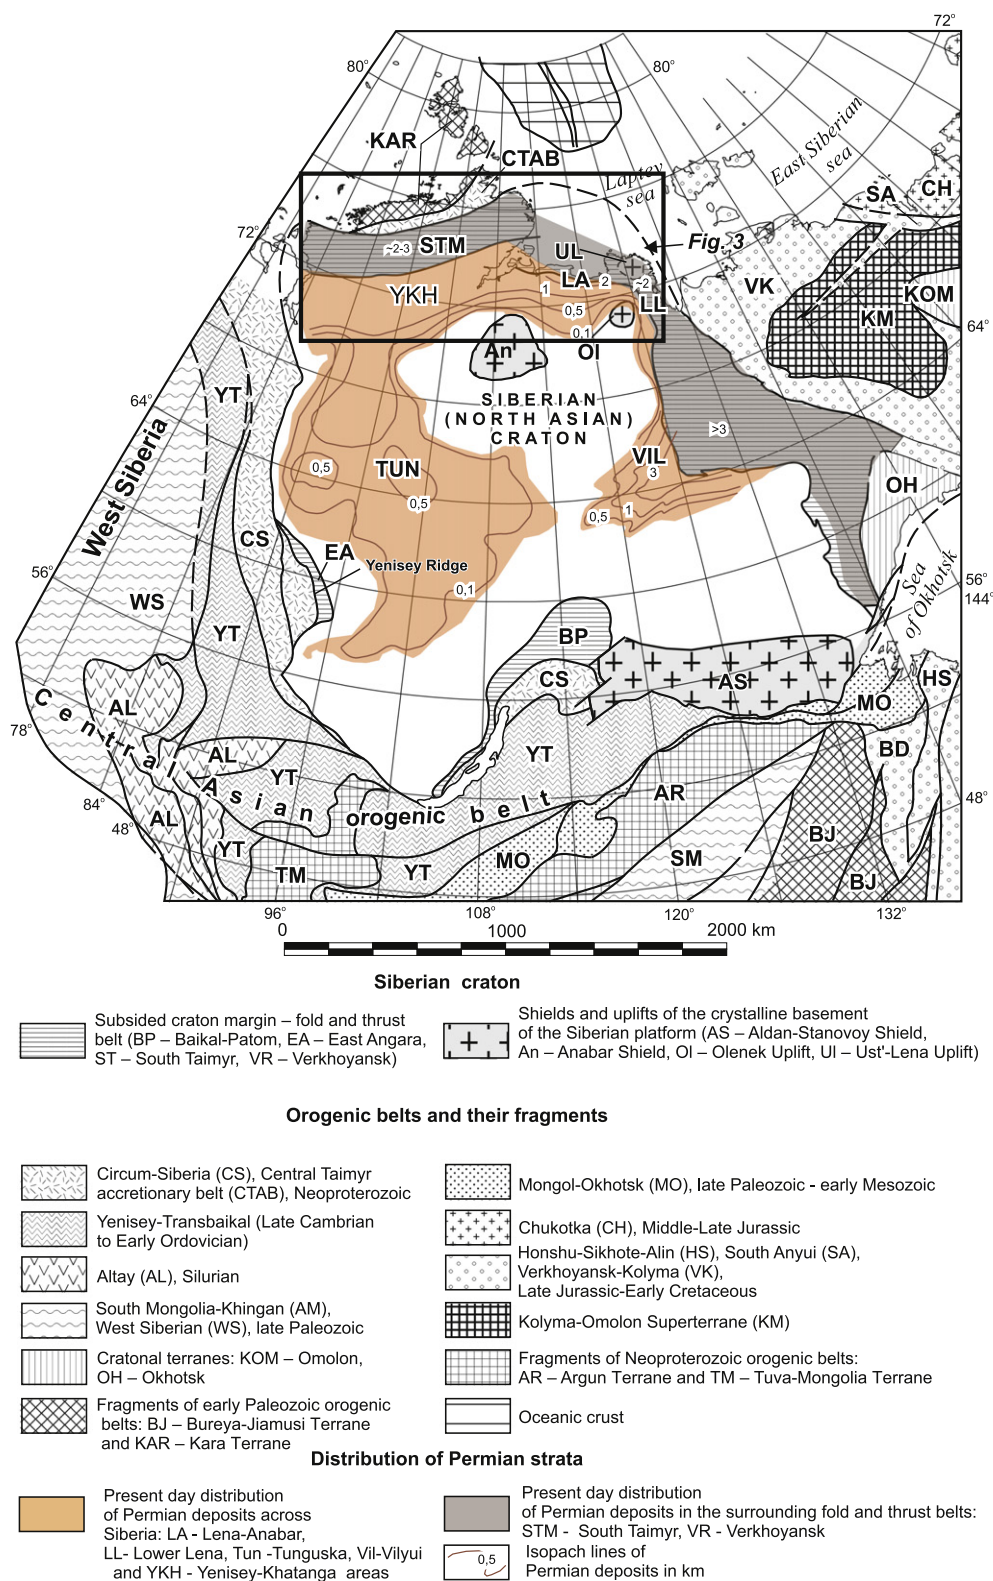 72°
80°
80°
KAR
CTAB
East Siberian
sea
Laptev
sea
SA
CH
72°
~2-3
STM
UL
Fig. 3
LA
2
~2
1
YKH
LL
VK
KOM
KM
0,5
0,1
64°
An
Ol
YT
64°
SIBERIAN
(NORTH ASIAN)
CRATON
>3
West Siberia
0,5
TUN
0,5
VIL
3
0,5
1
OH
CS
EA
Yenisey Ridge
56°
WS
0,1
56°
144°
Sea
of Okhotsk
YT
BP
CS
AS
HS
MO
AL
78°
Central Asian orogenic belt
AL
YT
YT
BD
84°
48°
AL
AR
48°
YT
TM
YT
MO
SM
BJ
BJ
96°
108°
120°
132°
0 1000 2000 km
Siberian craton
Subsided craton margin – fold and thrust
belt (BP – Baikal-Patom, EA – East Angara,
ST – South Taimyr, VR – Verkhoyansk)
Shields and uplifts of the crystalline basement
of the Siberian platform (AS – Aldan-Stanovoy Shield,
An – Anabar Shield, Ol – Olenek Uplift, Ul – Ust'-Lena Uplift)
Orogenic belts and their fragments
Circum-Siberia (CS), Central Taimyr
accretionary belt (CTAB), Neoproterozoic
Yenisey-Transbaikal (Late Cambrian
to Early Ordovician)
Altay (AL), Silurian
South Mongolia-Khingan (AM),
West Siberian (WS), late Paleozoic
Cratonal terranes: KOM – Omolon,
OH – Okhotsk
Fragments of early Paleozoic orogenic
belts: BJ – Bureya-Jiamusi Terrane
and KAR – Kara Terrane
Mongol-Okhotsk (MO), late Paleozoic - early Mesozoic
Chukotka (CH), Middle-Late Jurassic
Honshu-Sikhote-Alin (HS), South Anyui (SA),
Verkhoyansk-Kolyma (VK),
Late Jurassic-Early Cretaceous
Kolyma-Omolon Superterrane (KM)
Fragments of Neoproterozoic orogenic belts:
AR – Argun Terrane and TM – Tuva-Mongolia Terrane
Oceanic crust
Distribution of Permian strata
Present day distribution
of Permian deposits across
Siberia: LA - Lena-Anabar,
LL- Lower Lena, Tun -Tunguska, Vil-Vilyui
and YKH - Yenisey-Khatanga areas
Present day distribution
of Permian deposits in the surrounding fold and thrust belts:
STM - South Taimyr, VR - Verkhoyansk
0,5
Isopach lines of
Permian deposits in km